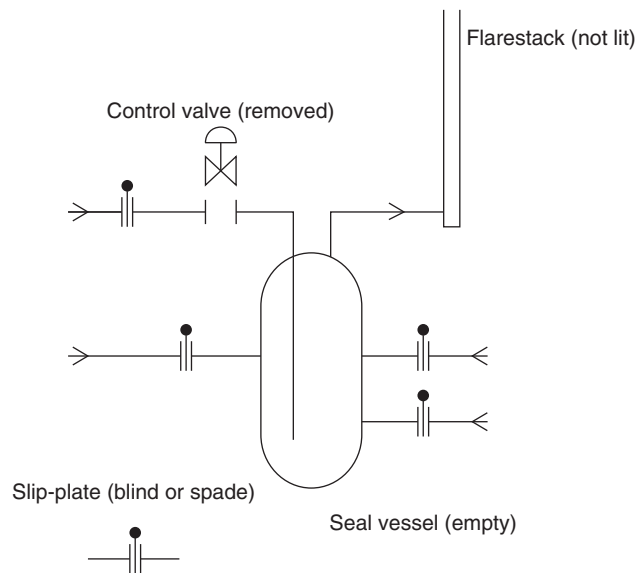 Flarestack (not lit)
Control valve (removed)
Slip-plate (blind or spade)
Seal vessel (empty)